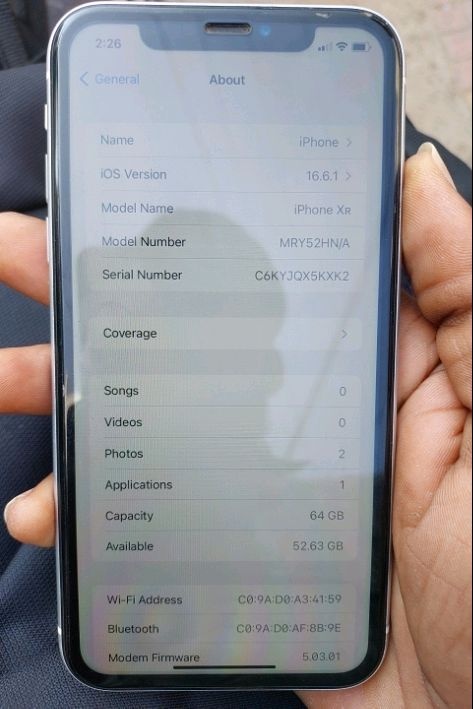 2:26
General About
Name iPhone
iOS Version 16.6.1
Model Name iPhone XR
Model Number MRY52HN/A
Serial Number C6KYJQX5KXK2
Coverage
Songs 0
Videos 0
Photos 2
Applications 1
Capacity 64 GB
Available 52.63 GB
Wi-Fi Address C0:9A:D0:A3:41:59
Bluetooth C0:9A:D0:AF:8B:9E
Modem Firmware 5.03.01